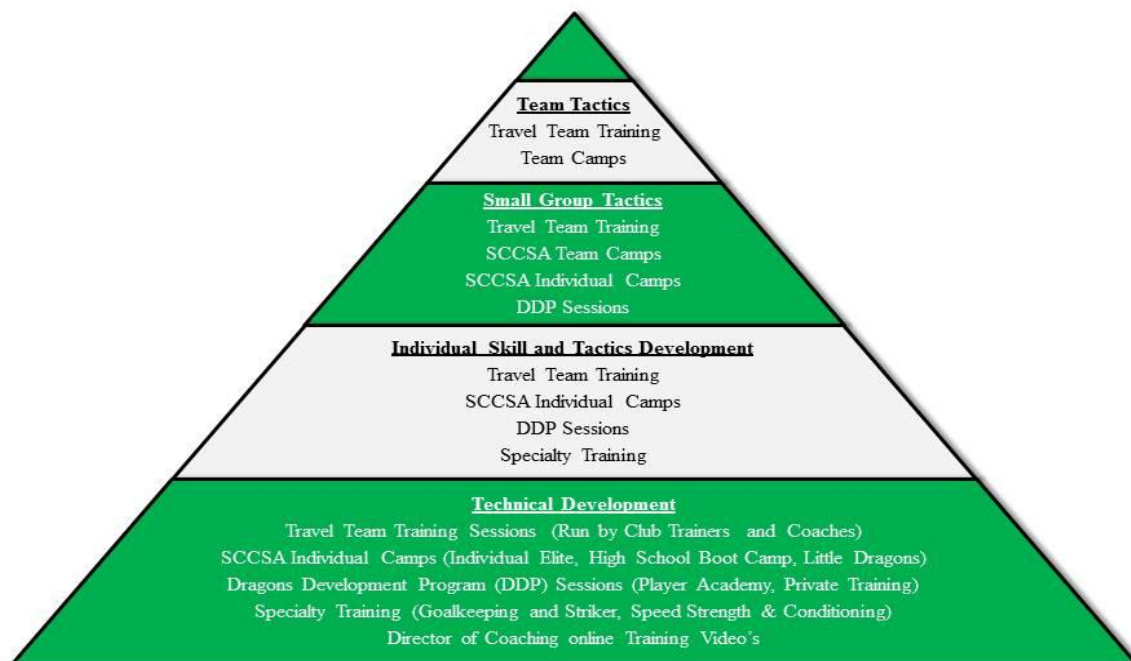 Team Tactics
Travel Team Training
Team Camps
Small Group Tactics
Travel Team Training
SCCSA Team Camps
SCCSA Individual Camps
DDP Sessions
Individual Skill and Tactics Development
Travel Team Training
SCCSA Individual Camps
DDP Sessions
Specialty Training
Technical Development
Travel Team Training Sessions (Run by Club Trainers and Coaches)
SCCSA Individual Camps (Individual Elite, High School Boot Camp, Little Dragons)
Dragons Development Program (DDP) Sessions (Player Academy, Private Training)
Specialty Training (Goalkeeping and Striker, Speed Strength & Conditioning)
Director of Coaching online Training Video's